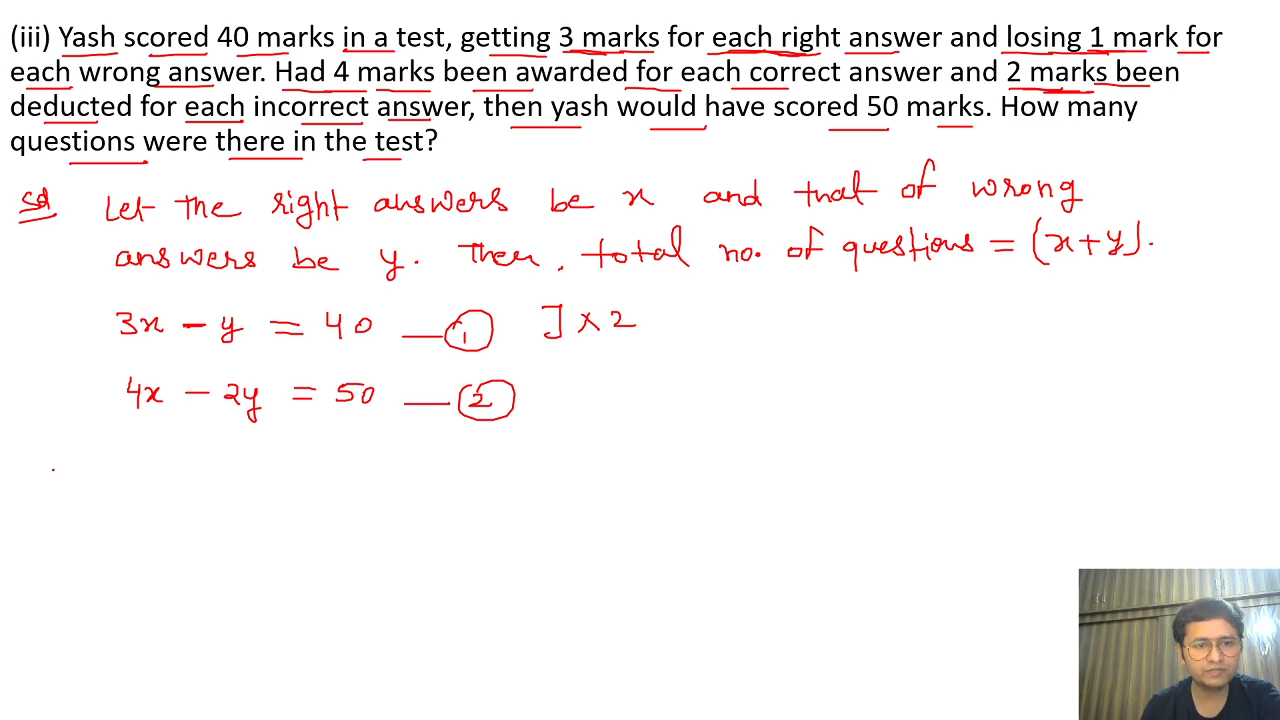 (iii) Yash scored 40 marks in a test, getting 3 marks for each right answer and losing 1 mark for
each wrong answer. Had 4 marks been awarded for each correct answer and 2 marks been
deducted for each incorrect answer, then yash would have scored 50 marks. How many
questions were there in the test?
Sol Let the right answers be x and that of wrong
answers be y. Then, total no. of questions = (x+y).
3x - y = 40 — 1 ] × 2
4x - 2y = 50 — 2